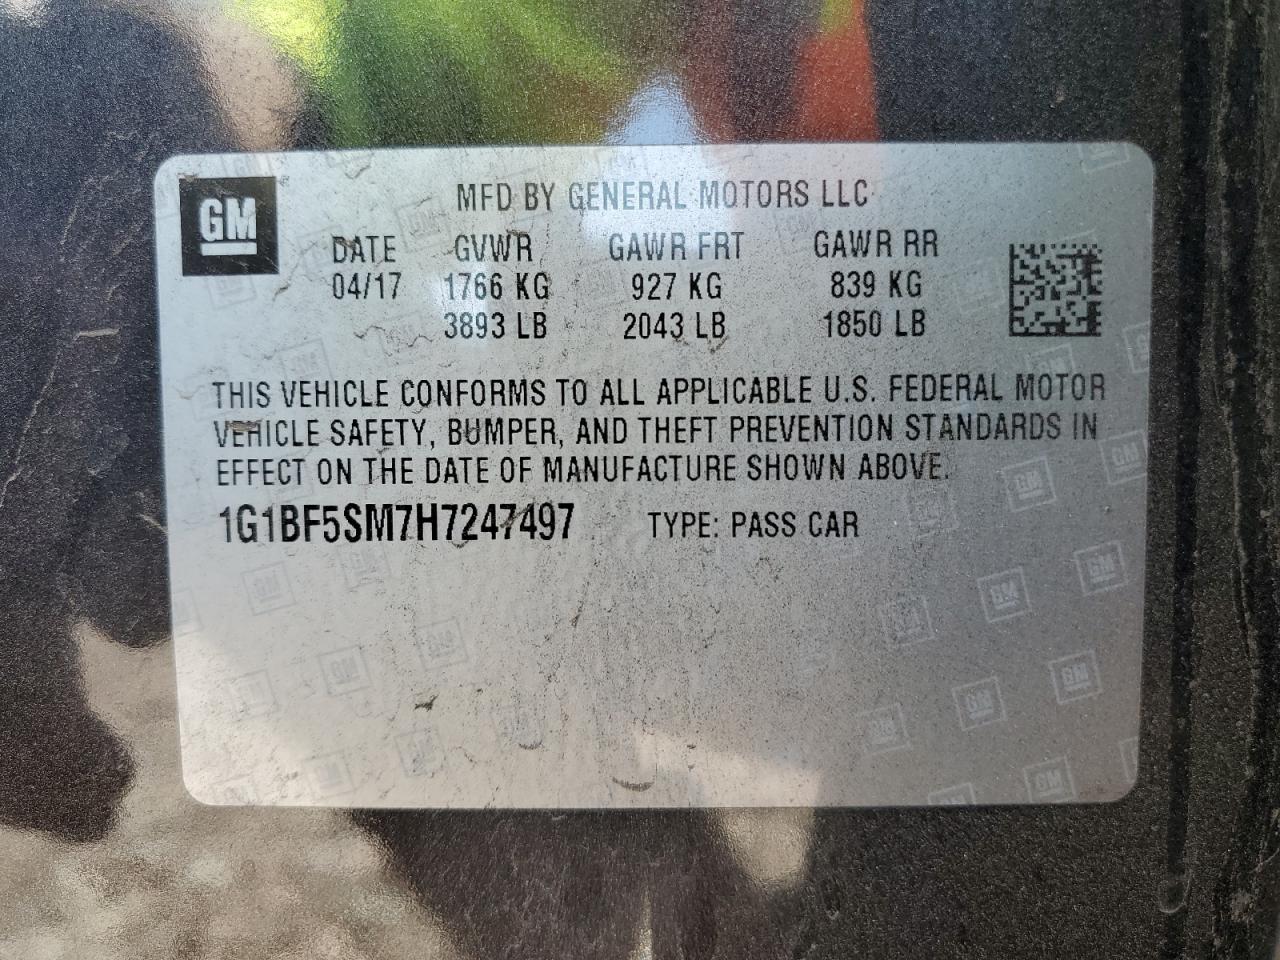 GM
MFD BY GENERAL MOTORS LLC
DATE GVWR GAWR FRT GAWR RR
04/17 1766 KG 927 KG 839 KG
3893 LB 2043 LB 1850 LB
THIS VEHICLE CONFORMS TO ALL APPLICABLE U.S. FEDERAL MOTOR
VEHICLE SAFETY, BUMPER, AND THEFT PREVENTION STANDARDS IN
EFFECT ON THE DATE OF MANUFACTURE SHOWN ABOVE.
1G1BF5SM7H7247497 TYPE: PASS CAR